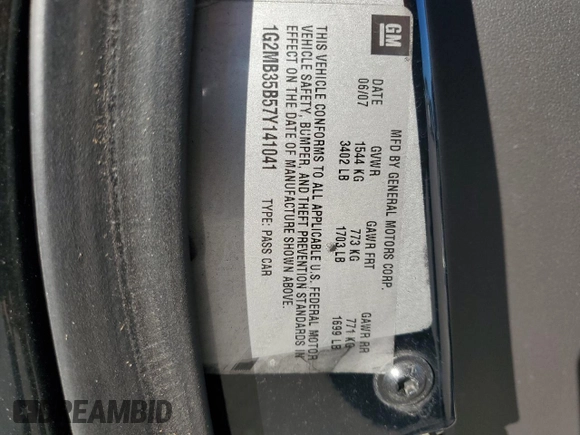 GM
MFD BY GENERAL MOTORS CORP.
DATE GVWR GAWR FRT GAWR RR
06/07 1544 KG 773 KG 771 KG
3402 LB 1703 LB 1699 LB
THIS VEHICLE CONFORMS TO ALL APPLICABLE U.S. FEDERAL MOTOR
VEHICLE SAFETY, BUMPER, AND THEFT PREVENTION STANDARDS IN
EFFECT ON THE DATE OF MANUFACTURE SHOWN ABOVE.
1G2MB35B57Y141041 TYPE: PASS CAR
DREAMBID